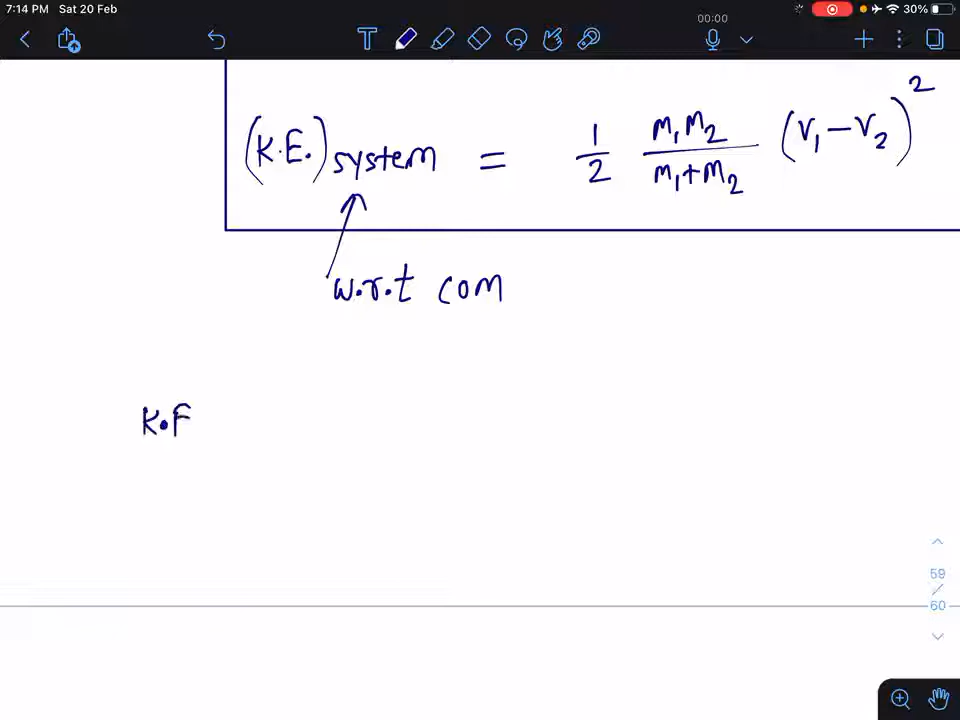 7:14 PM Sat 20 Feb 00:00 30%
T
(K.E.) system = 1/2 m₁m₂/m₁+m₂ (v₁-v₂)²
w.r.t com
K.F
59
60